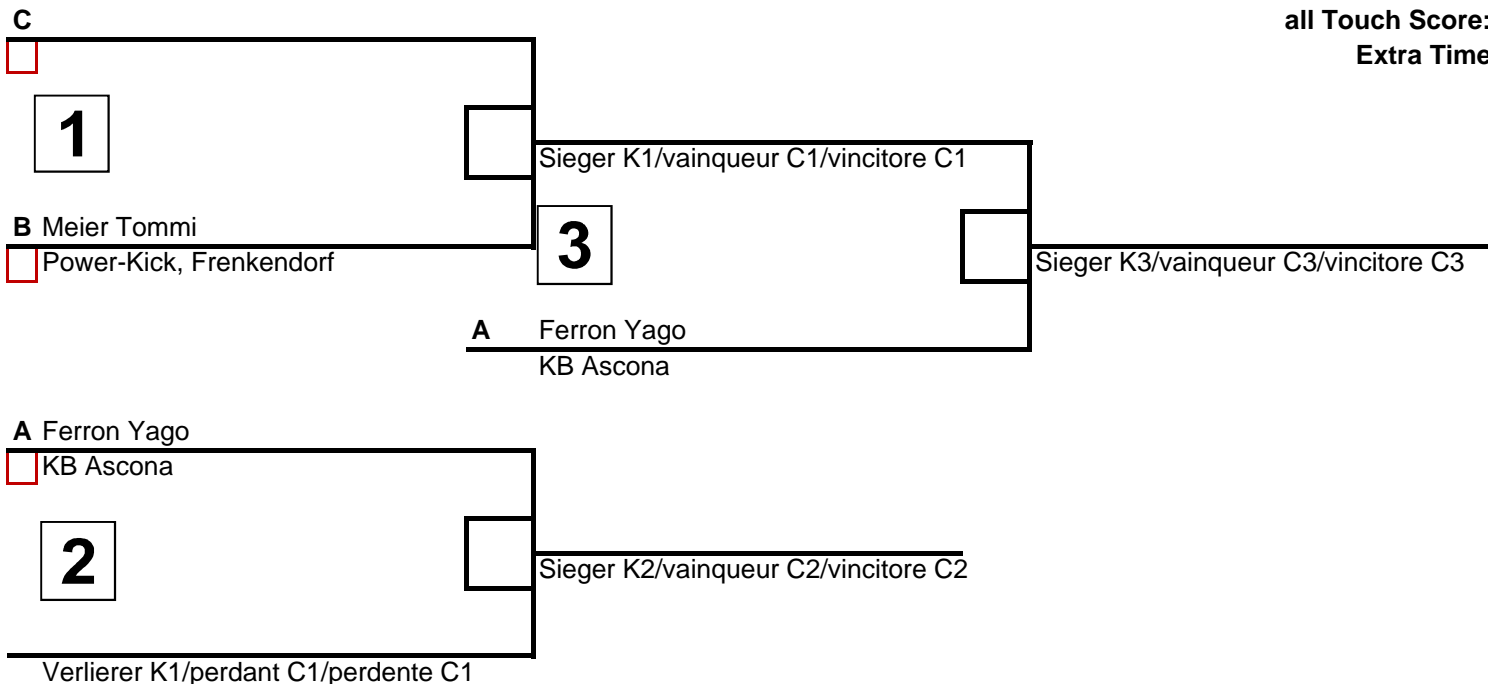 C
all Touch Score:
Extra Time
1
Sieger K1/vainqueur C1/vincitore C1
B Meier Tommi
Power-Kick, Frenkendorf
3
Sieger K3/vainqueur C3/vincitore C3
A Ferron Yago
KB Ascona
A Ferron Yago
KB Ascona
2
Sieger K2/vainqueur C2/vincitore C2
Verlierer K1/perdant C1/perdente C1